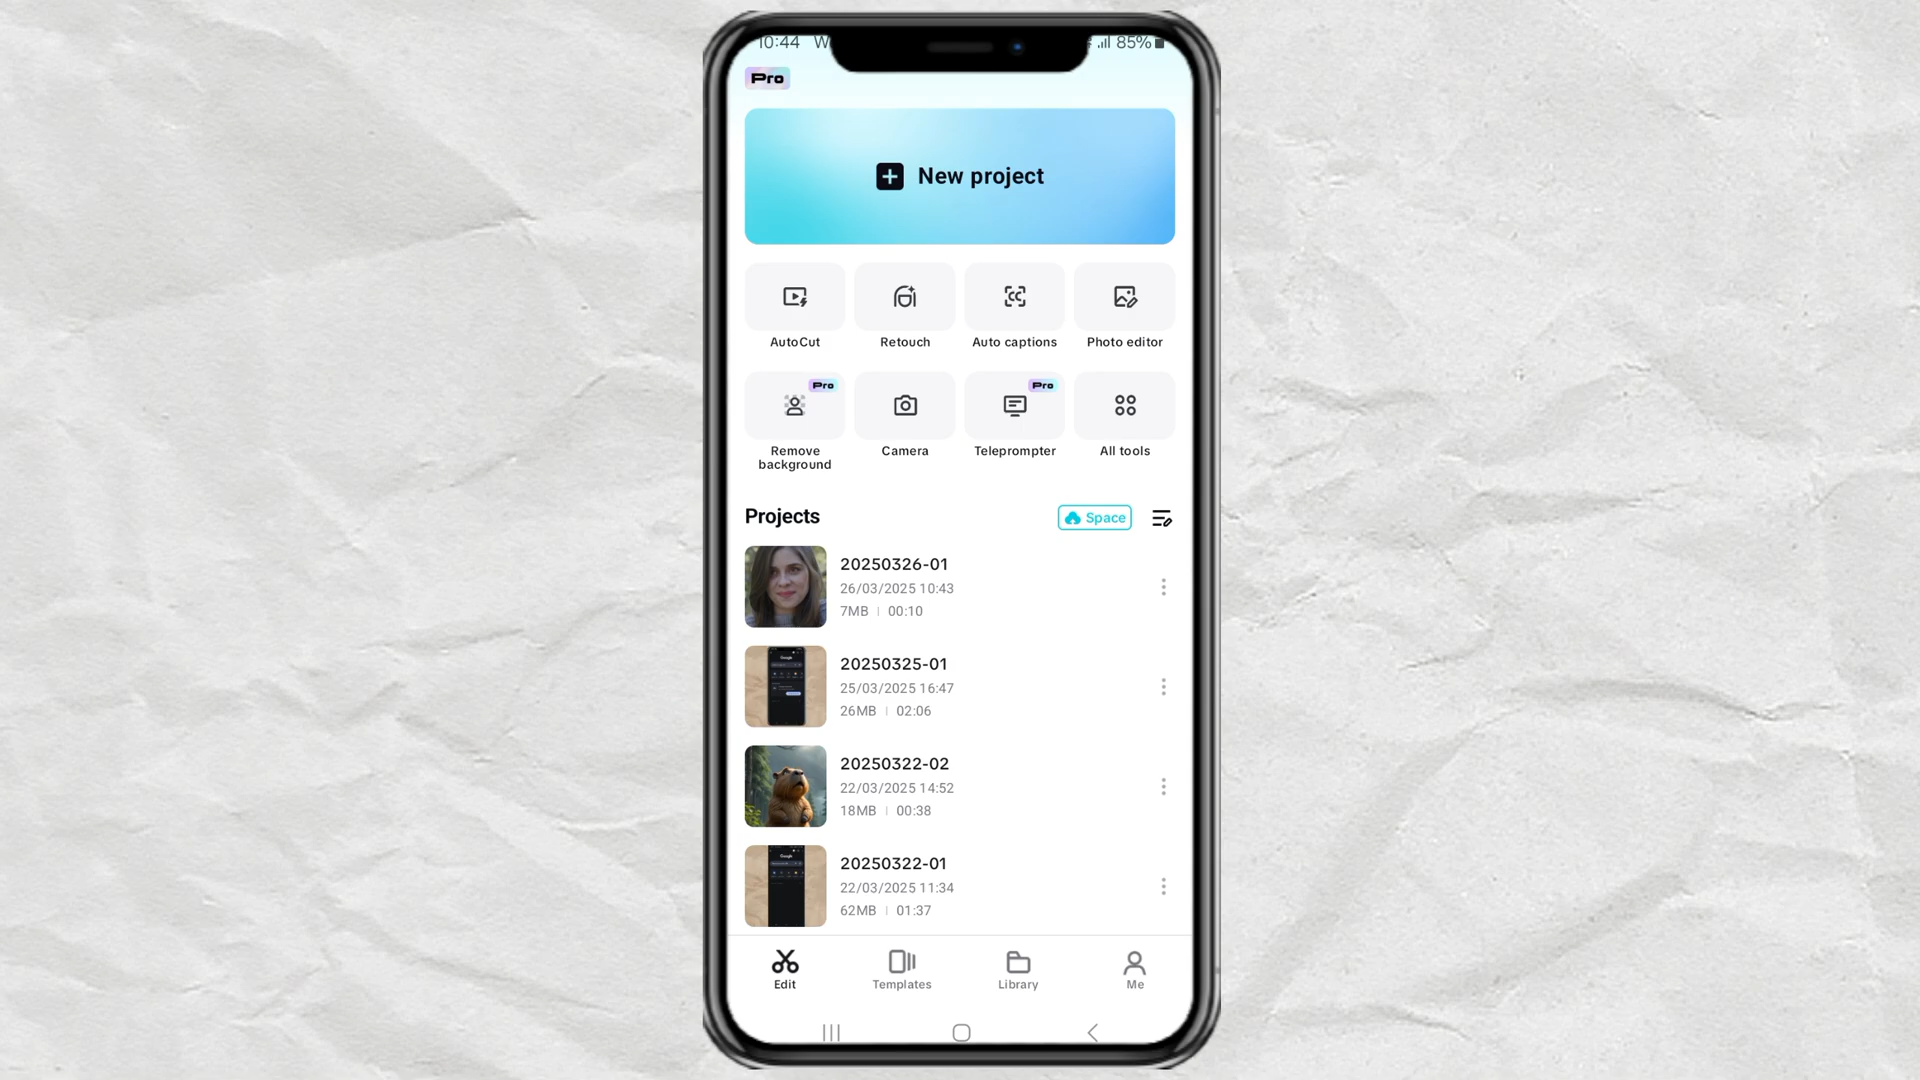 10:44 W
85%
Pro
New project
AutoCut
Retouch
Auto captions
Photo editor
Pro
Pro
Remove
background
Camera
Teleprompter
All tools
Projects
Space
20250326-01
26/03/2025 10:43
7MB | 00:10
20250325-01
25/03/2025 16:47
26MB | 02:06
20250322-02
22/03/2025 14:52
18MB | 00:38
20250322-01
22/03/2025 11:34
62MB | 01:37
Edit
Templates
Library
Me